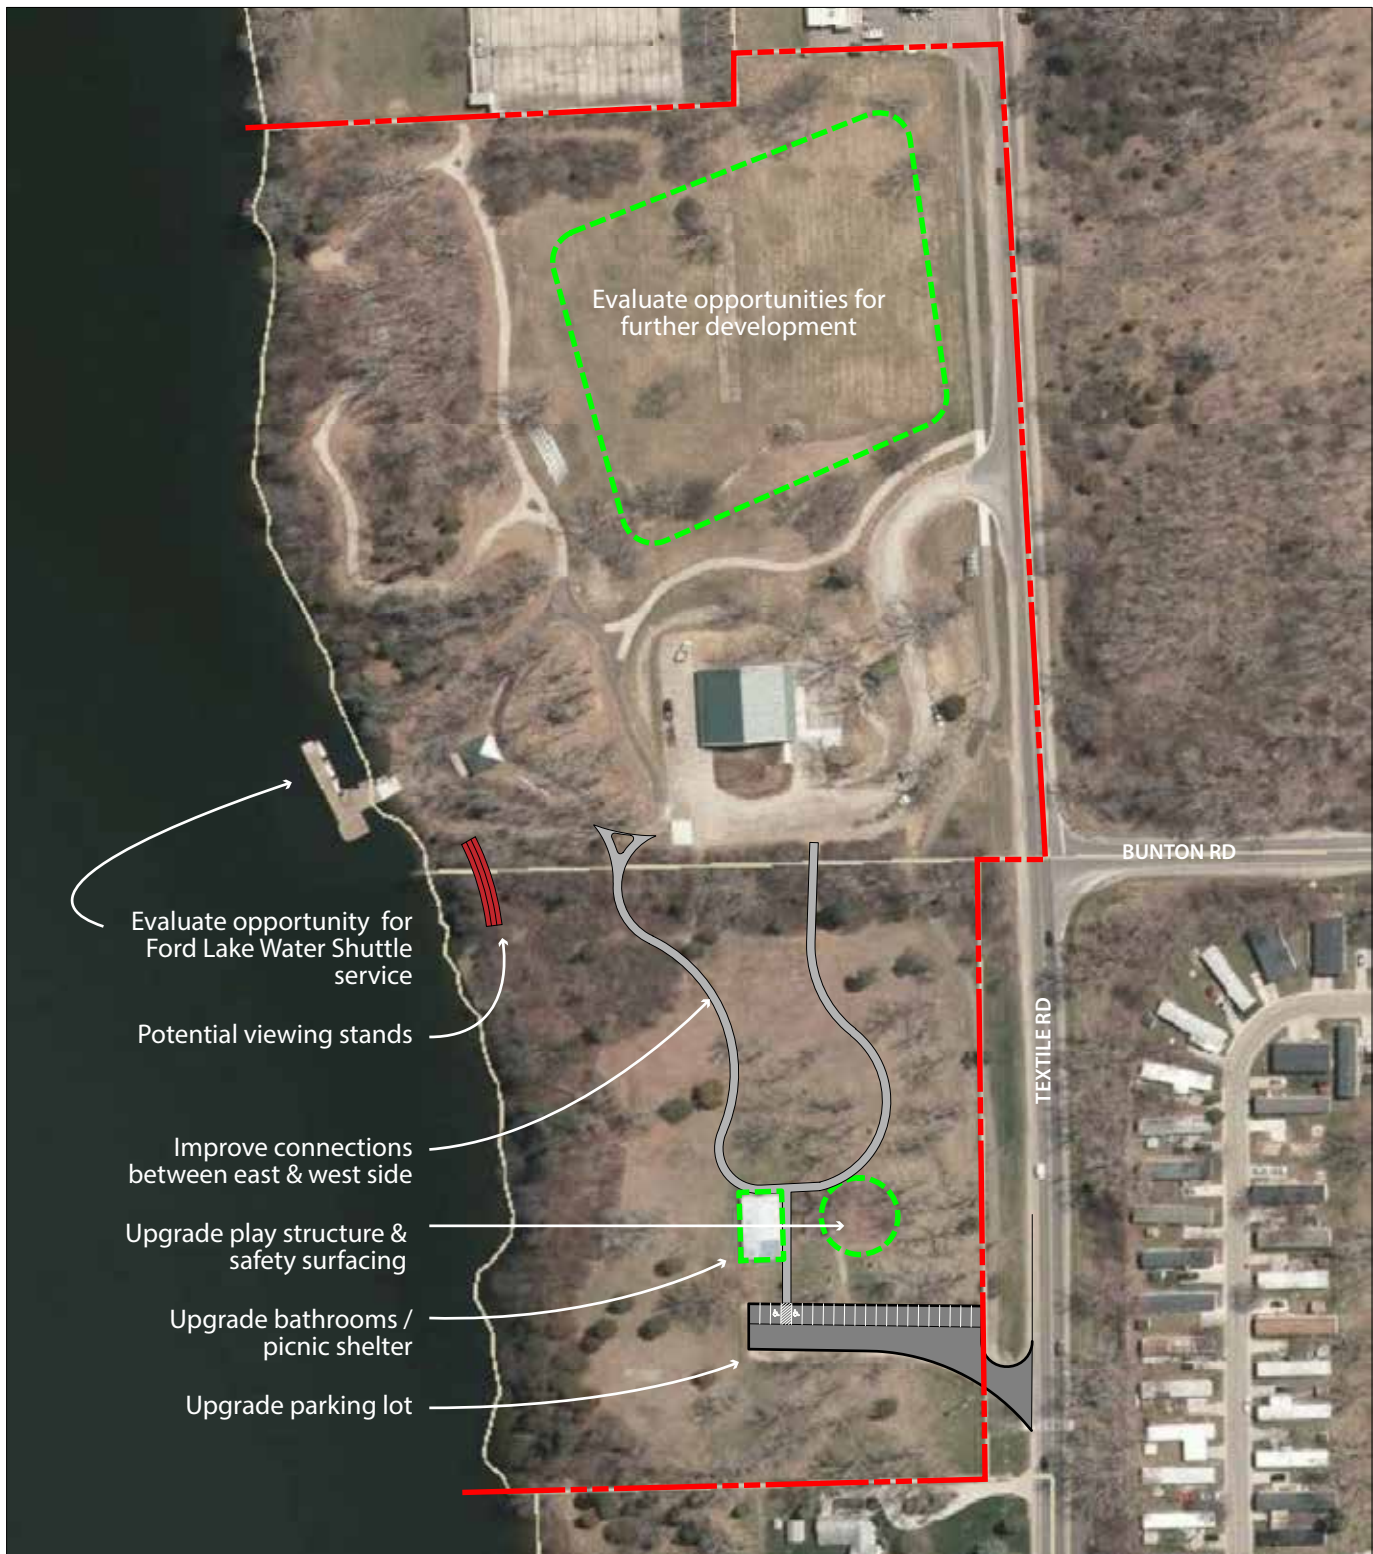 Evaluate opportunities for
further development
BUNTON RD
Evaluate opportunity for
Ford Lake Water Shuttle
service
TEXTILE RD
Potential viewing stands
Improve connections
between east & west side
Upgrade play structure &
safety surfacing
Upgrade bathrooms /
picnic shelter
Upgrade parking lot